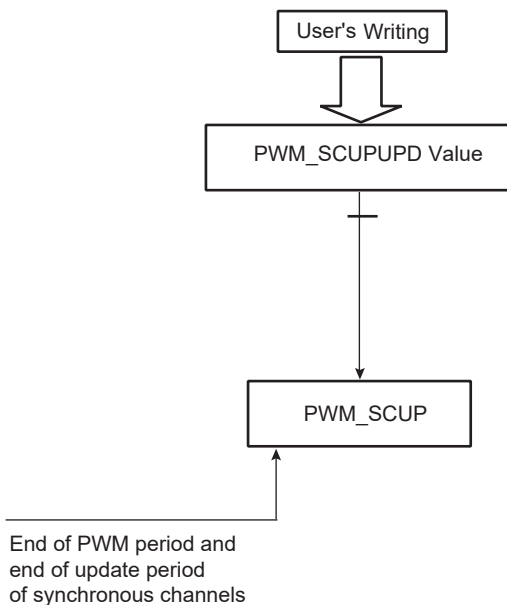 User's Writing
PWM_SCUPUPD Value
PWM_SCUP
End of PWM period and
end of update period
of synchronous channels